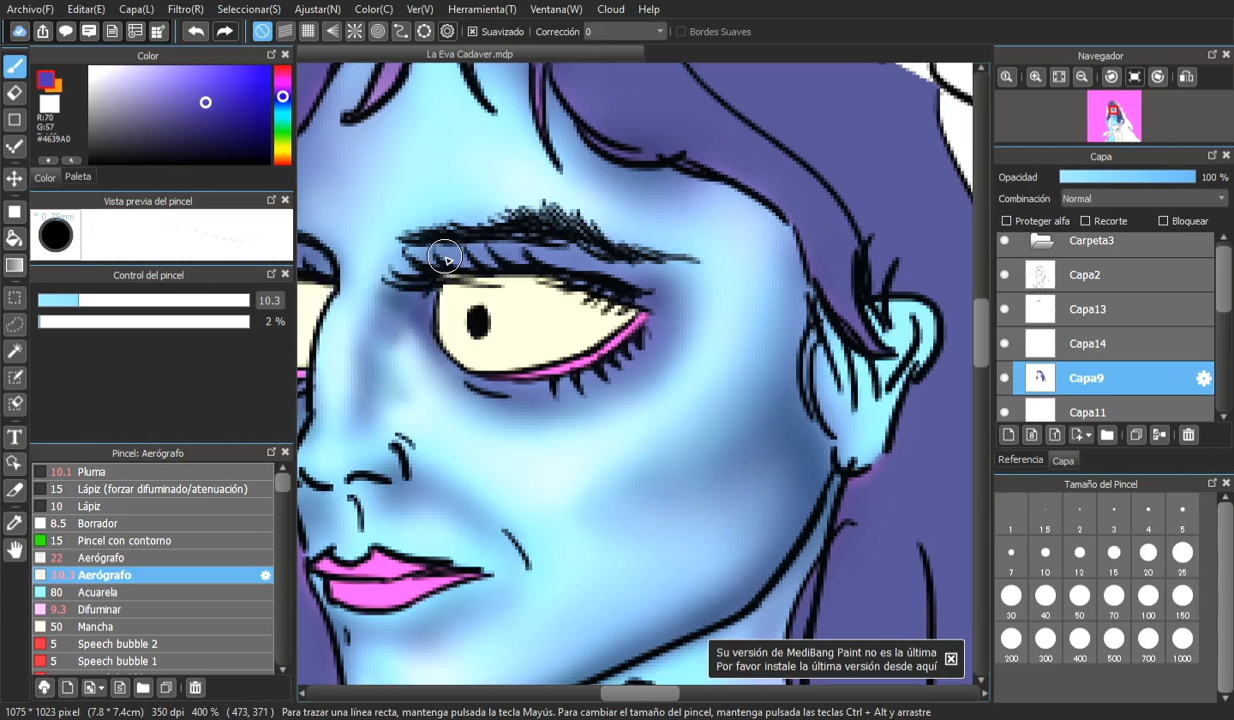 Archivo(F) Editar(E) Capa(L) Filtro(R) Seleccionar(S) Ajustar(N) Color(C) Ver(V) Herramienta(T) Ventana(W) Cloud Help
Suavizado Corrección 0 Bordes Suaves
Color
La Eva Cadaver.mdp
Navegador
R:70
G:57
#4639A0
Color Paleta
Vista previa del pincel
0.75mm
Control del pincel
10.3
2 %
Capa
Opacidad 100 %
Combinación Normal
Proteger alfa Recorte Bloquear
Carpeta3
Capa2
Capa13
Capa14
Capa9
Capa11
Referencia Capa
Pincel: Aerógrafo
10.1 Pluma
15 Lápiz (forzar difuminado/atenuación)
10 Lápiz
8.5 Borrador
15 Pincel con contorno
22 Aerógrafo
10.3 Aerógrafo
80 Acuarela
9.3 Difuminar
50 Mancha
5 Speech bubble 2
5 Speech bubble 1
Tamaño del Pincel
1 1.5 2 3 4 5
7 10 12 15 20 25
30 40 50 70 100 150
200 300 400 500 700 1000
Su versión de MediBang Paint no es la última
Por favor instale la última versión desde aquí
1075 * 1023 pixel (7.8 * 7.4cm) 350 dpi 400 % ( 473, 371 ) Para trazar una línea recta, mantenga pulsada la tecla Mayús. Para cambiar el tamaño del pincel, mantenga pulsadas las teclas Ctrl + Alt y arrastre